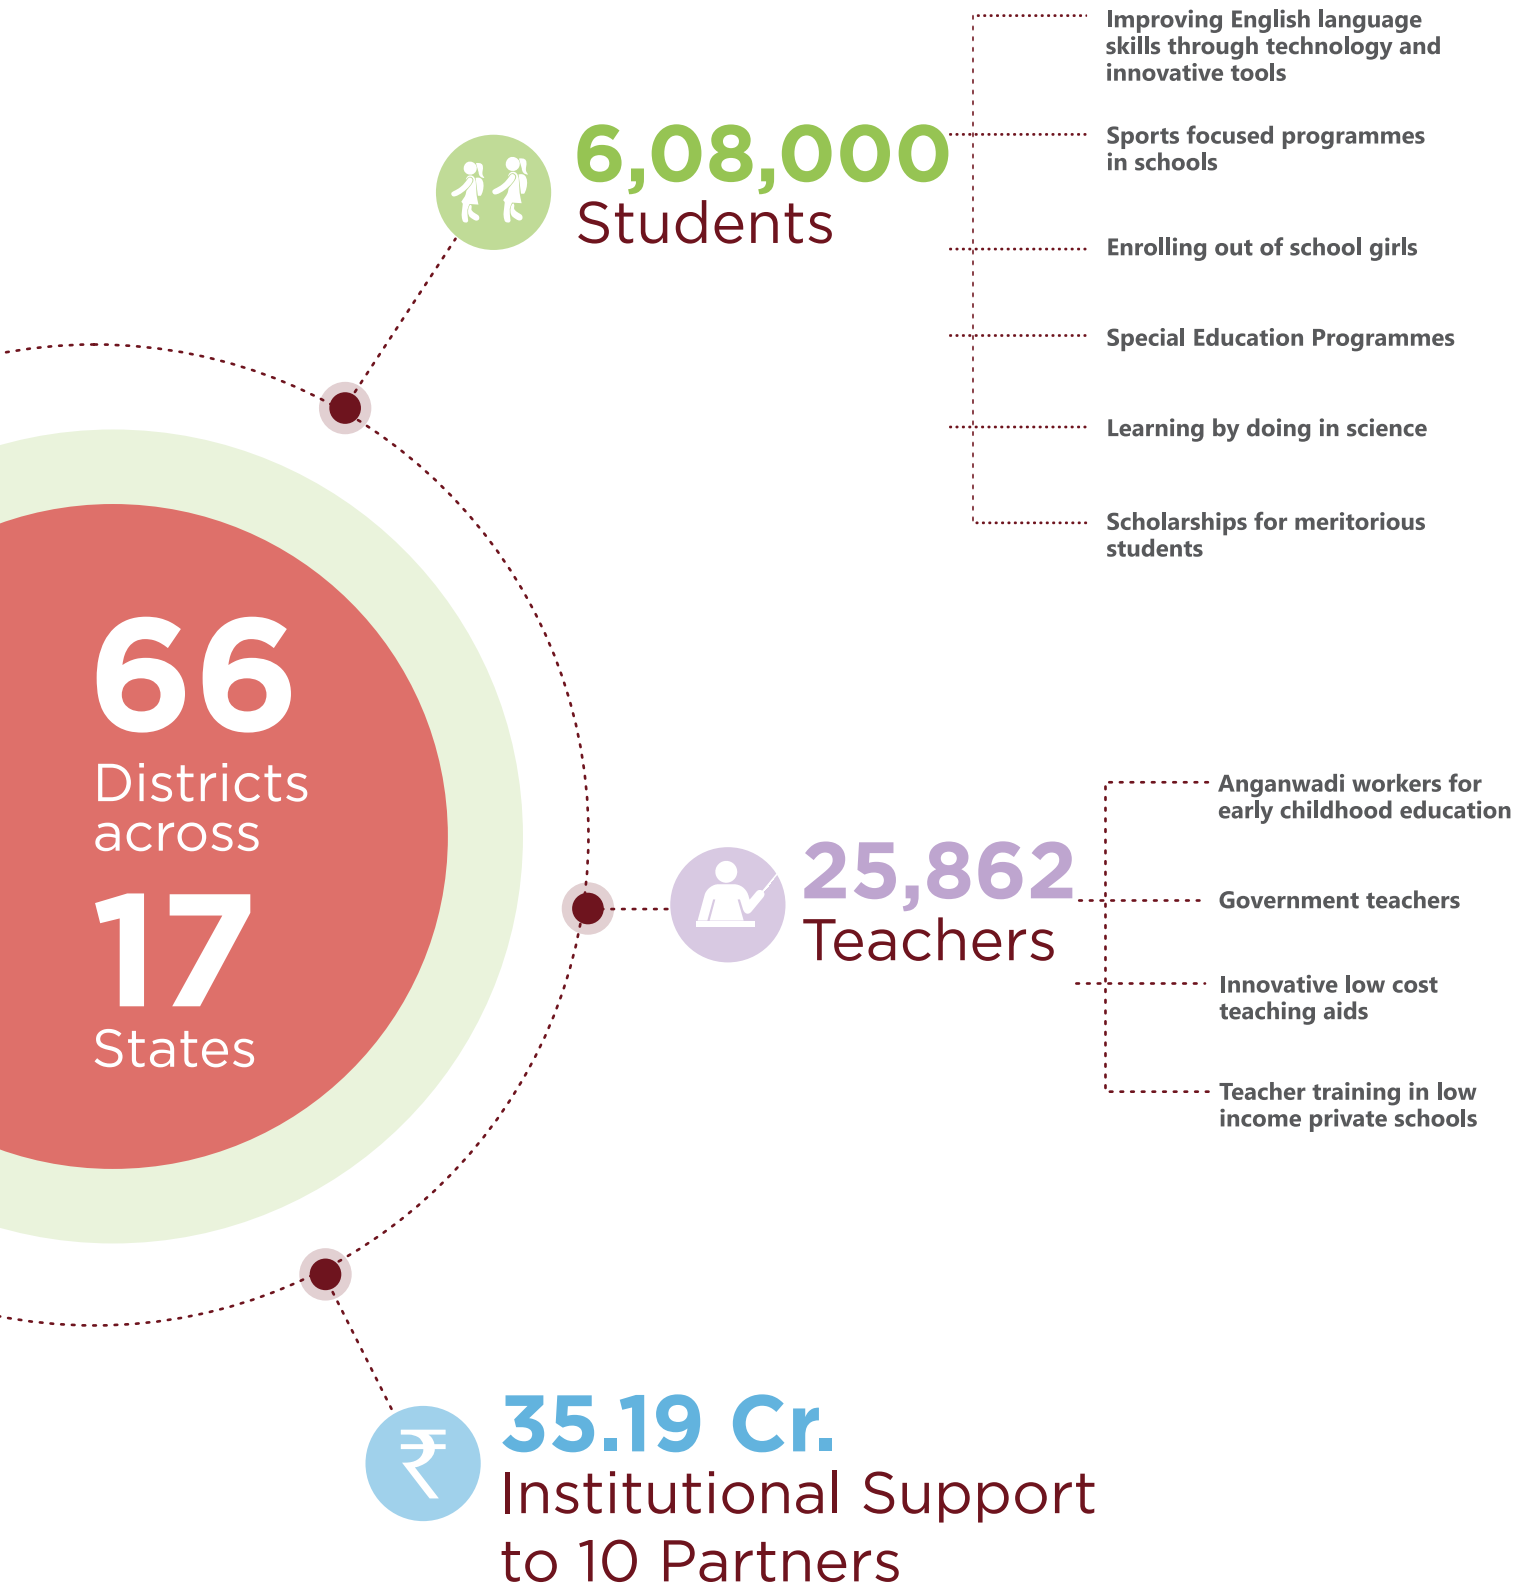 6,08,000
Students
Improving English language
skills through technology and
innovative tools
Sports focused programmes
in schools
Enrolling out of school girls
Special Education Programmes
Learning by doing in science
Scholarships for meritorious
students
66
Districts
across
17
States
25,862
Teachers
Anganwadi workers for
early childhood education
Government teachers
Innovative low cost
teaching aids
Teacher training in low
income private schools
₹
35.19 Cr.
Institutional Support
to 10 Partners